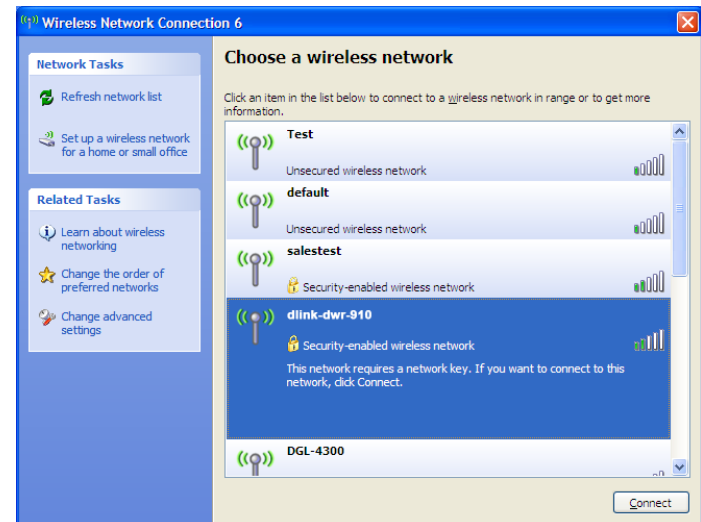 Wireless Network Connection 6
Network Tasks
Refresh network list
Set up a wireless network
for a home or small office
Related Tasks
Learn about wireless
networking
Change the order of
preferred networks
Change advanced
settings
Choose a wireless network
Click an item in the list below to connect to a wireless network in range or to get more
information.
Test
Unsecured wireless network
default
Unsecured wireless network
salestest
Security-enabled wireless network
dlink-dwr-910
Security-enabled wireless network
This network requires a network key. If you want to connect to this
network, click Connect.
DGL-4300
Connect